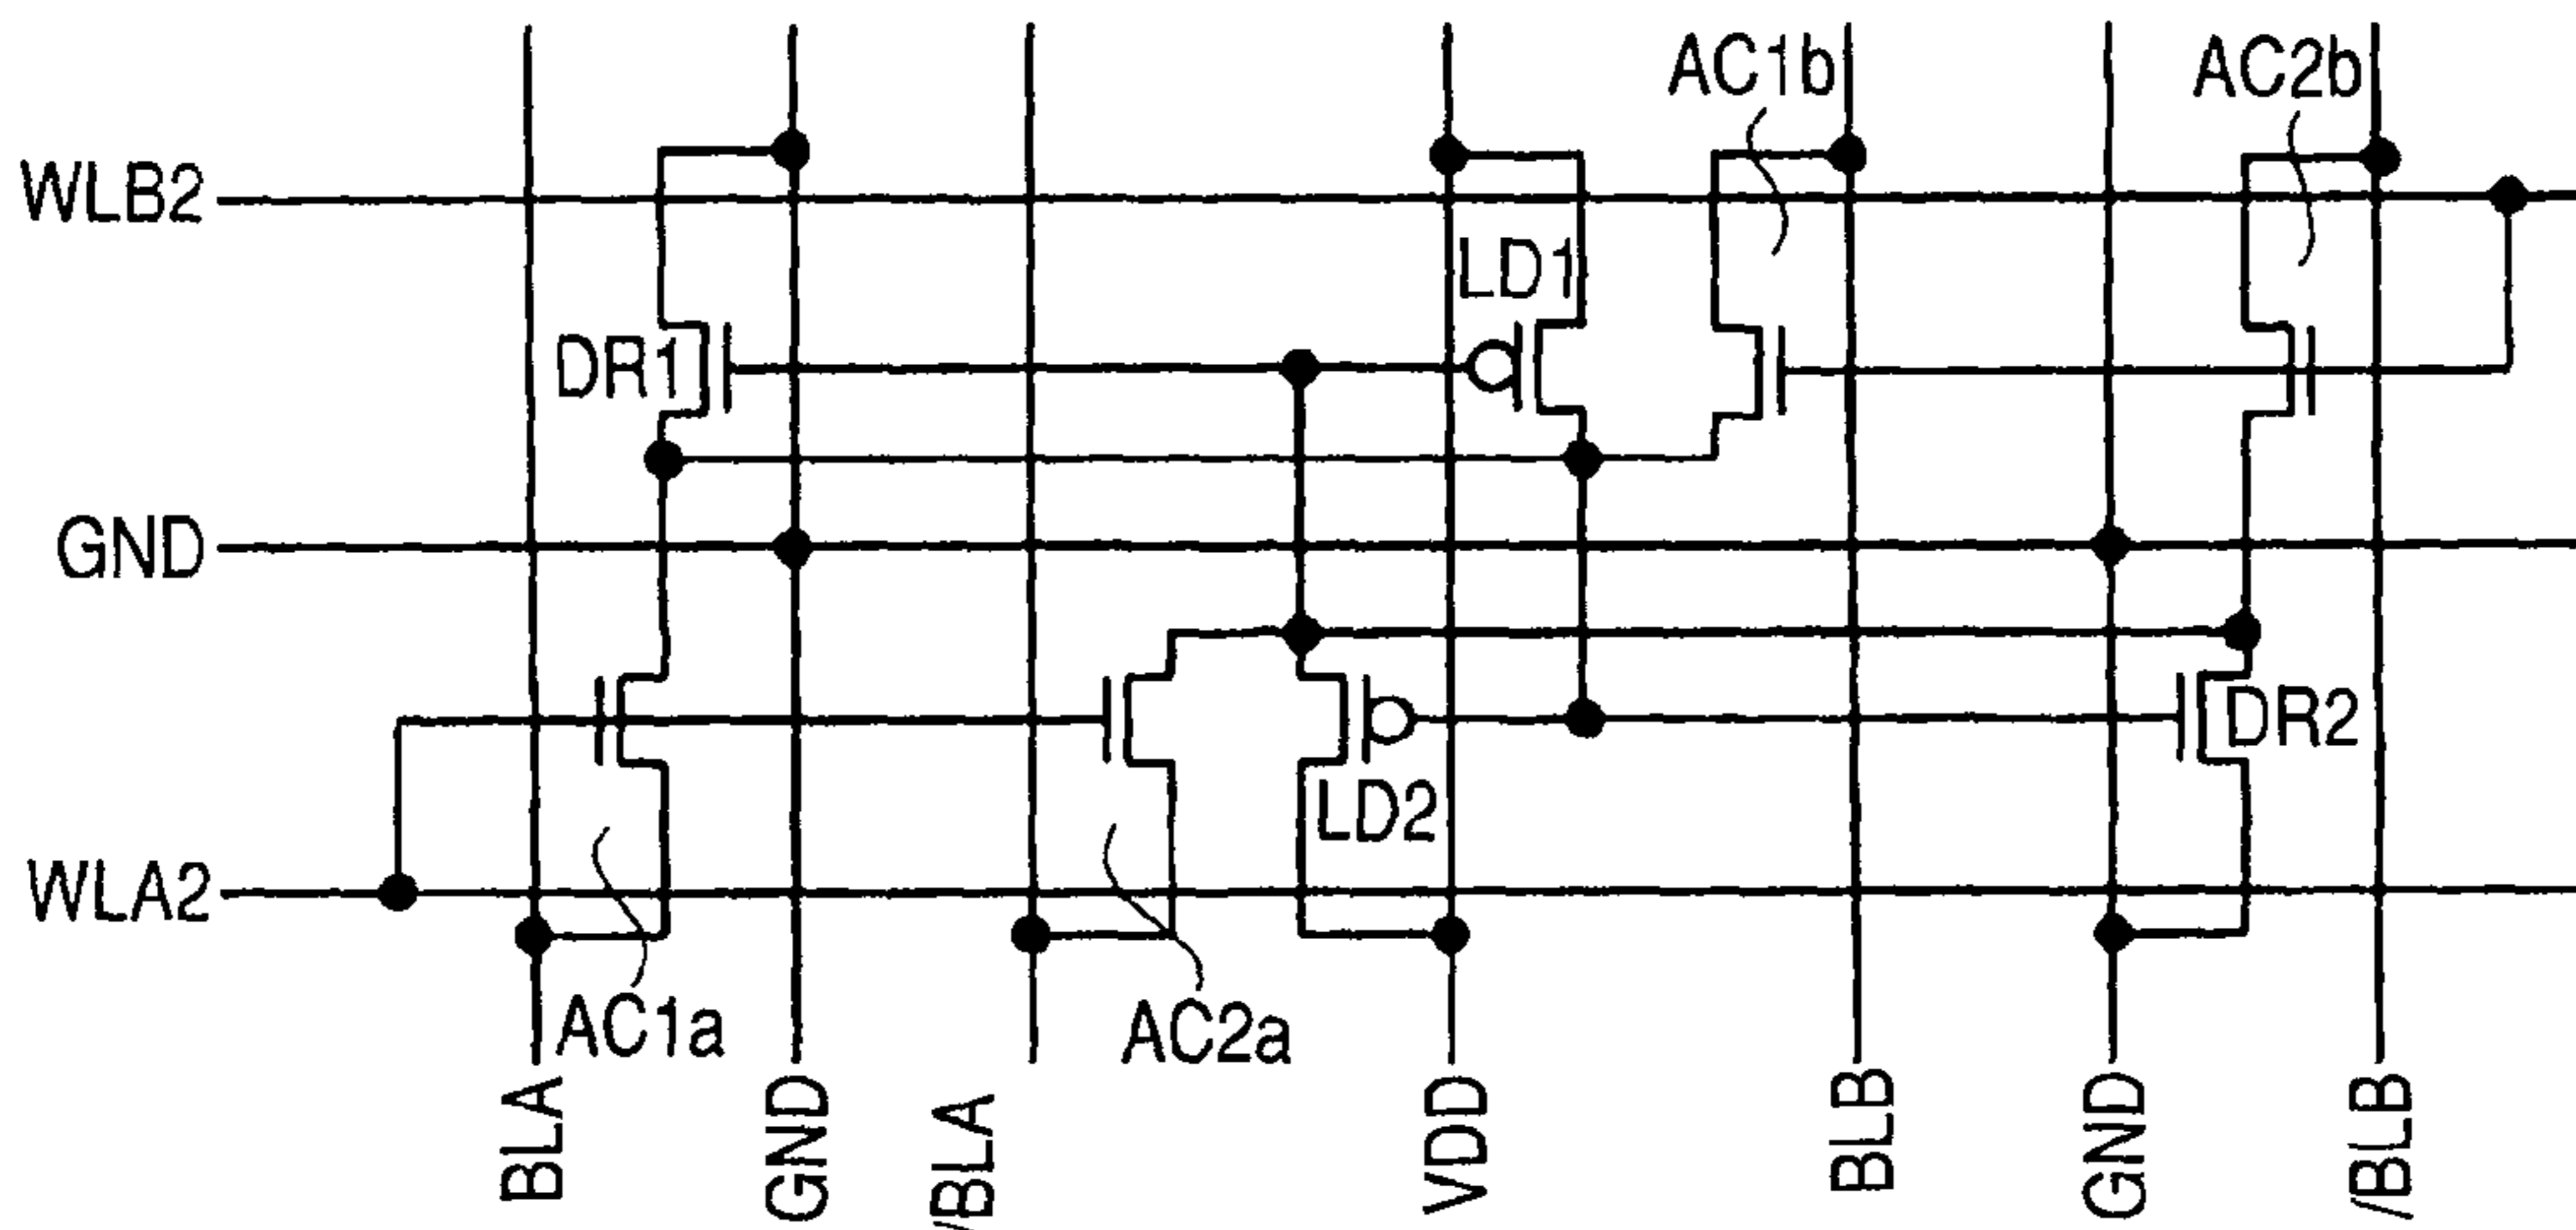 AC1b
AC2b
WLB2
LD1
DR1
GND
DR2
LD2
WLA2
AC1a
AC2a
BLA
GND
/BLA
VDD
BLB
GND
/BLB